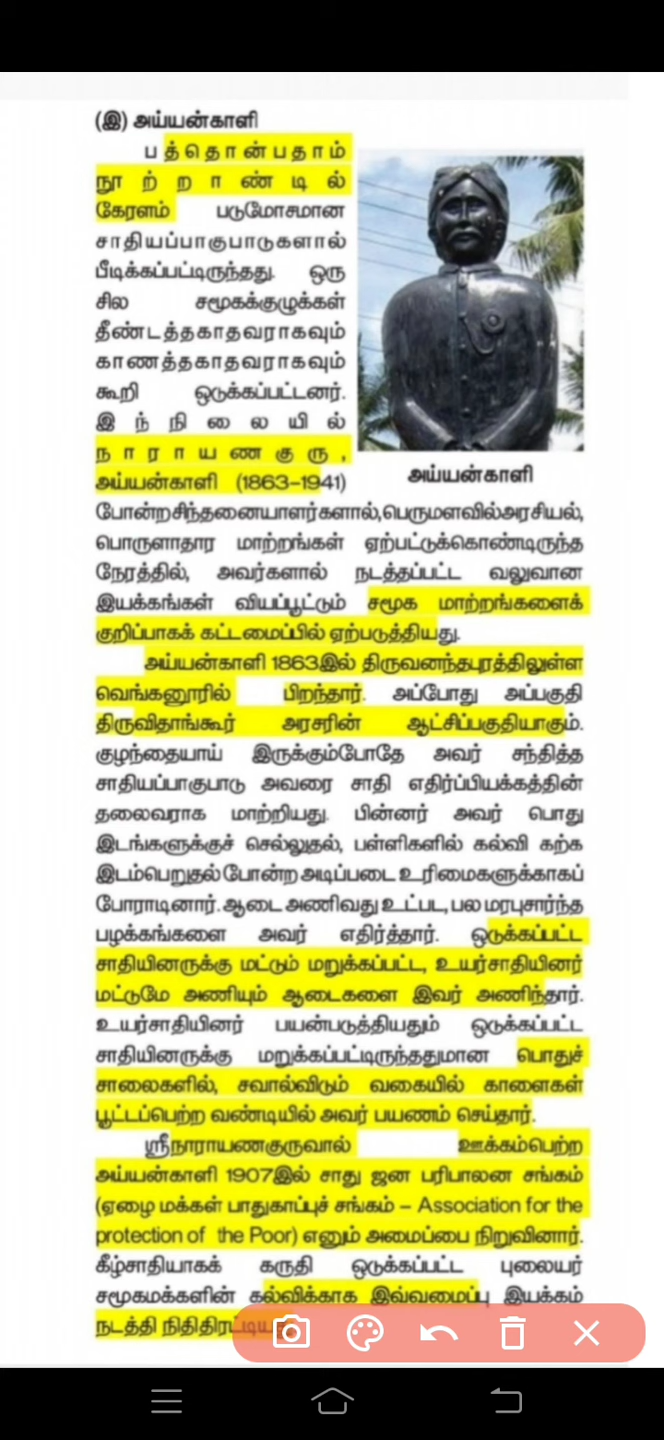 (இ) அய்யன்காளி
பத்தொன்பதாம்
நூற்றாண்டில்
கேரளம் படுமோசமான
சாதியப்பாகுபாடுகளால்
பீடிக்கப்பட்டிருந்தது. ஒரு
சில சமூகக்குழுக்கள்
தீண்டத்தகாதவராகவும்
காணத்தகாதவராகவும்
கூறி ஒடுக்கப்பட்டனர்.
இந்நிலையில்
நாராயணகுரு,
அய்யன்காளி (1863–1941)
அய்யன்காளி
போன்ற சிந்தனையாளர்களால், பெருமளவில் அரசியல்,
பொருளாதார மாற்றங்கள் ஏற்பட்டுக்கொண்டிருந்த
நேரத்தில், அவர்களால் நடத்தப்பட்ட வலுவான
இயக்கங்கள் வியப்பூட்டும் சமூக மாற்றங்களைக்
குறிப்பாகக் கட்டமைப்பில் ஏற்படுத்தியது.
அய்யன்காளி 1863இல் திருவனந்தபுரத்திலுள்ள
வெங்கனூரில் பிறந்தார். அப்போது அப்பகுதி
திருவிதாங்கூர் அரசரின் ஆட்சிப்பகுதியாகும்.
குழந்தையாய் இருக்கும்போதே அவர் சந்தித்த
சாதியப்பாகுபாடு அவரை சாதி எதிர்ப்பியக்கத்தின்
தலைவராக மாற்றியது. பின்னர் அவர் பொது
இடங்களுக்குச் செல்லுதல், பள்ளிகளில் கல்வி கற்க
இடம்பெறுதல் போன்ற அடிப்படை உரிமைகளுக்காகப்
போராடினார். ஆடை அணிவது உட்பட, பல மரபுசார்ந்த
பழக்கங்களை அவர் எதிர்த்தார். ஒடுக்கப்பட்ட
சாதியினருக்கு மட்டும் மறுக்கப்பட்ட, உயர்சாதியினர்
மட்டுமே அணியும் ஆடைகளை இவர் அணிந்தார்.
உயர்சாதியினர் பயன்படுத்தியதும் ஒடுக்கப்பட்ட
சாதியினருக்கு மறுக்கப்பட்டிருந்ததுமான பொதுச்
சாலைகளில், சவால்விடும் வகையில் காளைகள்
பூட்டப்பெற்ற வண்டியில் அவர் பயணம் செய்தார்.
ஸ்ரீநாராயணகுருவால் ஊக்கம்பெற்ற
அய்யன்காளி 1907இல் சாது ஜன பரிபாலன சங்கம்
(ஏழை மக்கள் பாதுகாப்புச் சங்கம் – Association for the
protection of the Poor) எனும் அமைப்பை நிறுவினார்.
கீழ்சாதியாகக் கருதி ஒடுக்கப்பட்ட புலையர்
சமூகமக்களின் கல்விக்காக இவ்வமைப்பு இயக்கம்
நடத்தி நிதிதிரட்டியது.